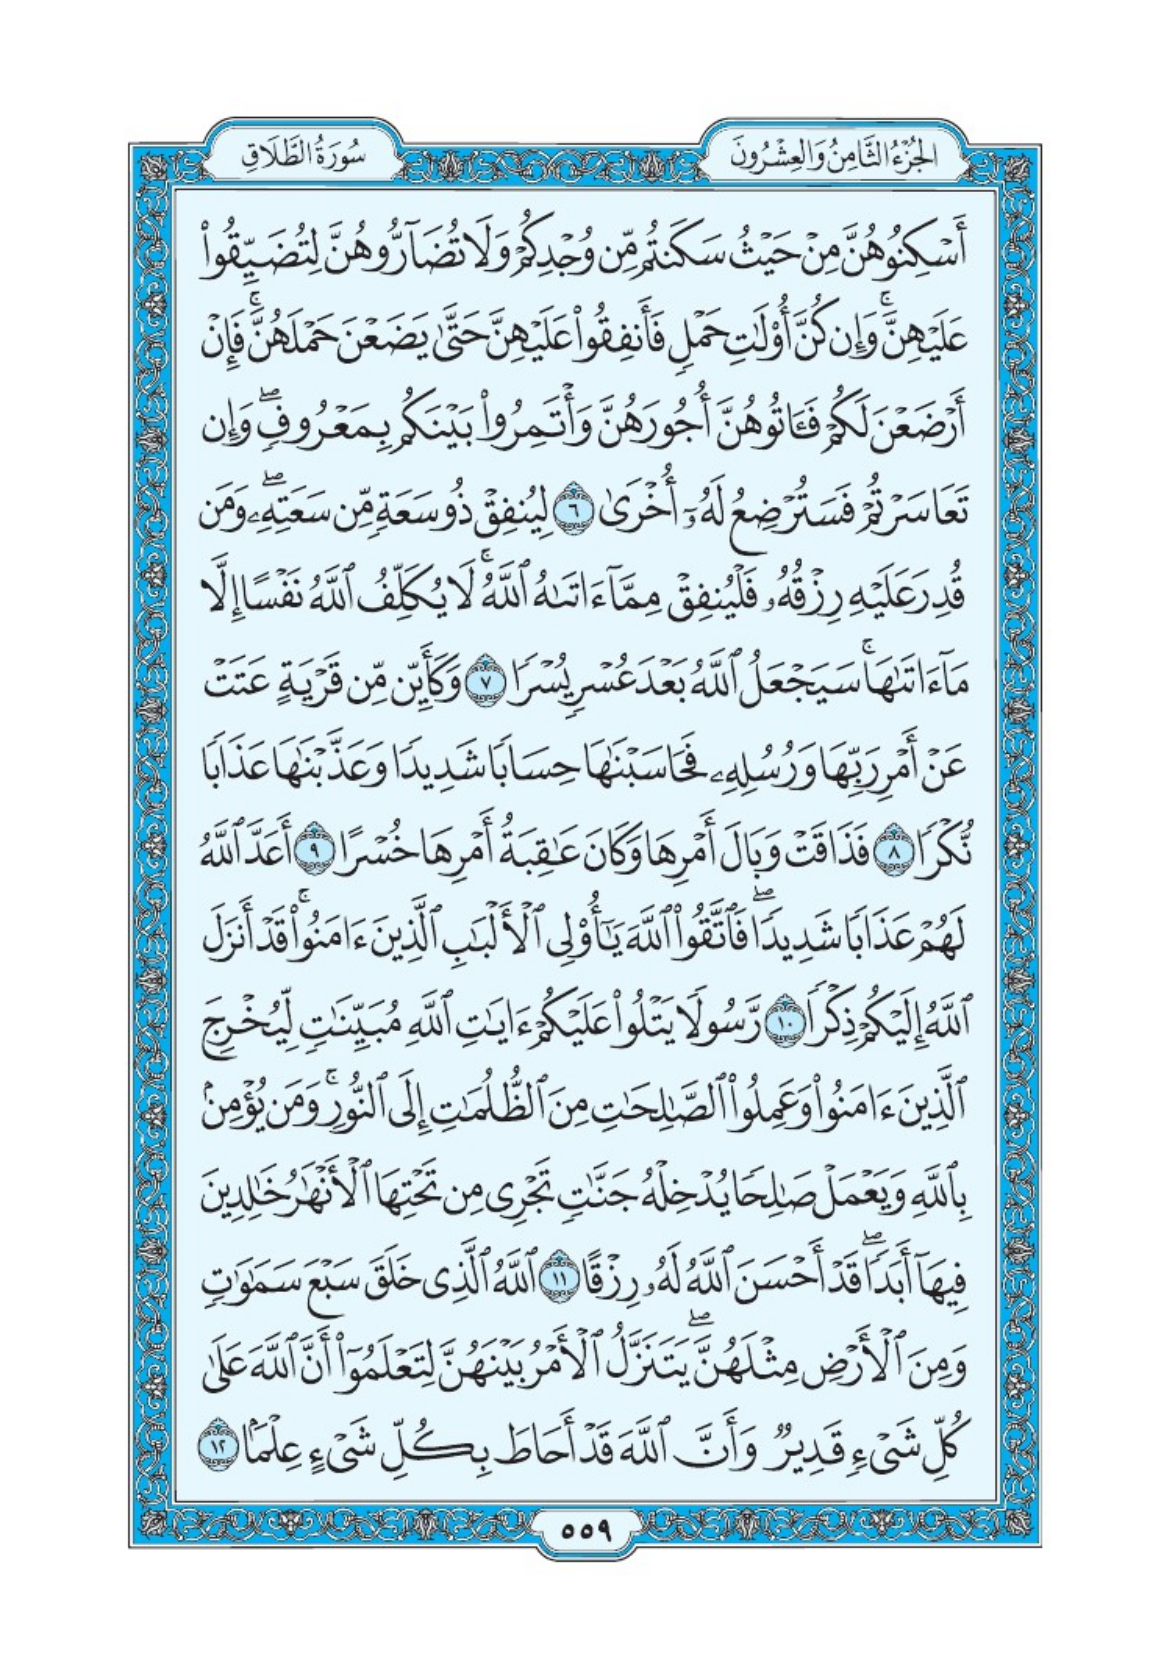 الجُزْءُ الثَّامِنُ وَالعِشْرُونَ
سُورَةُ الطَّلَاقِ
أَسْكِنُوهُنَّ مِنْ حَيْثُ سَكَنتُم مِّن وُجْدِكُمْ وَلَا تُضَآرُّوهُنَّ لِتُضَيِّقُوا۟
عَلَيْهِنَّ ۚ وَإِن كُنَّ أُو۟لَـٰتِ حَمْلٍ فَأَنفِقُوا۟ عَلَيْهِنَّ حَتَّىٰ يَضَعْنَ حَمْلَهُنَّ ۚ فَإِنْ
أَرْضَعْنَ لَكُمْ فَـَٔاتُوهُنَّ أُجُورَهُنَّ وَأْتَمِرُوا۟ بَيْنَكُم بِمَعْرُوفٍ ۖ وَإِن
تَعَاسَرْتُمْ فَسَتُرْضِعُ لَهُۥٓ أُخْرَىٰ ٦ لِيُنفِقْ ذُو سَعَةٍ مِّن سَعَتِهِۦ ۖ وَمَن
قُدِرَ عَلَيْهِ رِزْقُهُۥ فَلْيُنفِقْ مِمَّآ ءَاتَىٰهُ ٱللَّهُ ۚ لَا يُكَلِّفُ ٱللَّهُ نَفْسًا إِلَّا
مَآ ءَاتَىٰهَا ۚ سَيَجْعَلُ ٱللَّهُ بَعْدَ عُسْرٍ يُسْرًا ٧ وَكَأَيِّن مِّن قَرْيَةٍ عَتَتْ
عَنْ أَمْرِ رَبِّهَا وَرُسُلِهِۦ فَحَاسَبْنَـٰهَا حِسَابًا شَدِيدًا وَعَذَّبْنَـٰهَا عَذَابًا
نُّكْرًا ٨ فَذَاقَتْ وَبَالَ أَمْرِهَا وَكَانَ عَـٰقِبَةُ أَمْرِهَا خُسْرًا ٩ أَعَدَّ ٱللَّهُ
لَهُمْ عَذَابًا شَدِيدًا ۖ فَٱتَّقُوا۟ ٱللَّهَ يَـٰٓأُو۟لِى ٱلْأَلْبَـٰبِ ٱلَّذِينَ ءَامَنُوا۟ ۚ قَدْ أَنزَلَ
ٱللَّهُ إِلَيْكُمْ ذِكْرًا ١٠ رَّسُولًا يَتْلُوا۟ عَلَيْكُمْ ءَايَـٰتِ ٱللَّهِ مُبَيِّنَـٰتٍ لِّيُخْرِجَ
ٱلَّذِينَ ءَامَنُوا۟ وَعَمِلُوا۟ ٱلصَّـٰلِحَـٰتِ مِنَ ٱلظُّلُمَـٰتِ إِلَى ٱلنُّورِ ۚ وَمَن يُؤْمِنۢ
بِٱللَّهِ وَيَعْمَلْ صَـٰلِحًا يُدْخِلْهُ جَنَّـٰتٍ تَجْرِى مِن تَحْتِهَا ٱلْأَنْهَـٰرُ خَـٰلِدِينَ
فِيهَآ أَبَدًا ۖ قَدْ أَحْسَنَ ٱللَّهُ لَهُۥ رِزْقًا ١١ ٱللَّهُ ٱلَّذِى خَلَقَ سَبْعَ سَمَـٰوَٰتٍ
وَمِنَ ٱلْأَرْضِ مِثْلَهُنَّ ۖ يَتَنَزَّلُ ٱلْأَمْرُ بَيْنَهُنَّ لِتَعْلَمُوٓا۟ أَنَّ ٱللَّهَ عَلَىٰ
كُلِّ شَىْءٍ قَدِيرٌ وَأَنَّ ٱللَّهَ قَدْ أَحَاطَ بِكُلِّ شَىْءٍ عِلْمًۢا ١٢
٥٥٩